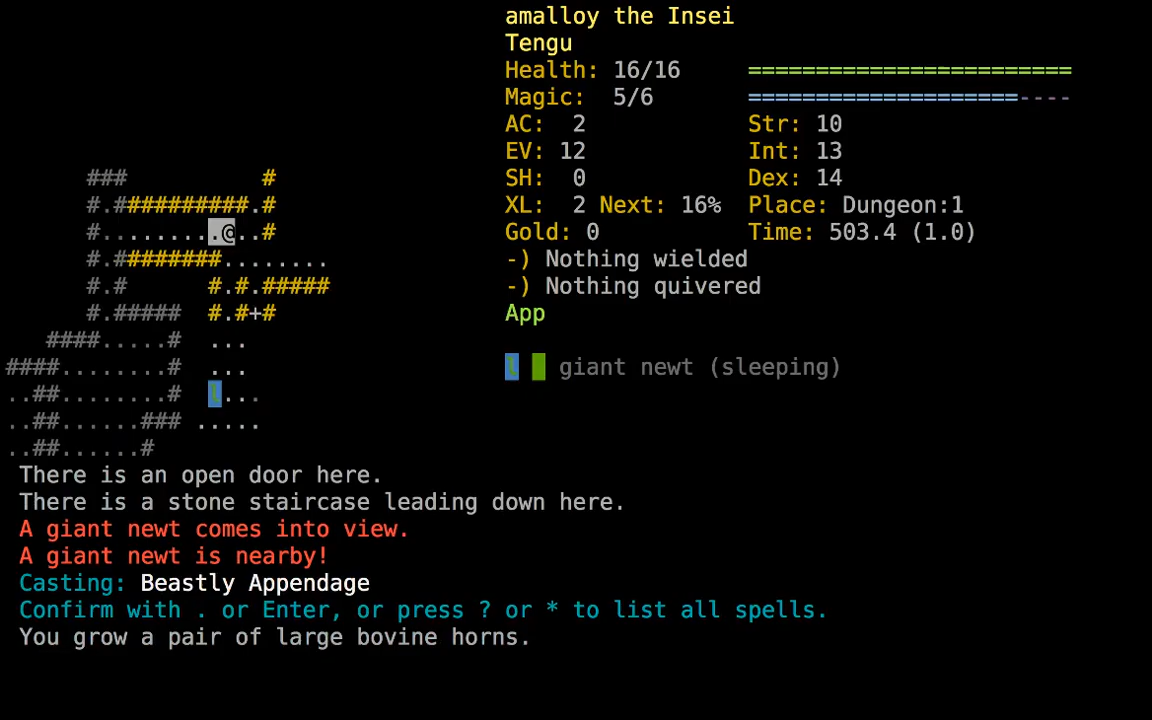 amalloy the Insei
Tengu
Health: 16/16 ========================
Magic:  5/6 ====================----
AC:  2 Str: 10
EV: 12 Int: 13
SH:  0 Dex: 14
XL:  2 Next: 16% Place: Dungeon:1
Gold: 0 Time: 503.4 (1.0)
-) Nothing wielded
-) Nothing quivered
App
l giant newt (sleeping)
###          #
#.##########.#
#.........@..#
#.########........
#.#      #.#.#####
#.#####  #.#+#
####.....#  ...
####........#  ...
..##........#  l...
..##......### .....
..##......#
There is an open door here.
There is a stone staircase leading down here.
A giant newt comes into view.
A giant newt is nearby!
Casting: Beastly Appendage
Confirm with . or Enter, or press ? or * to list all spells.
You grow a pair of large bovine horns.